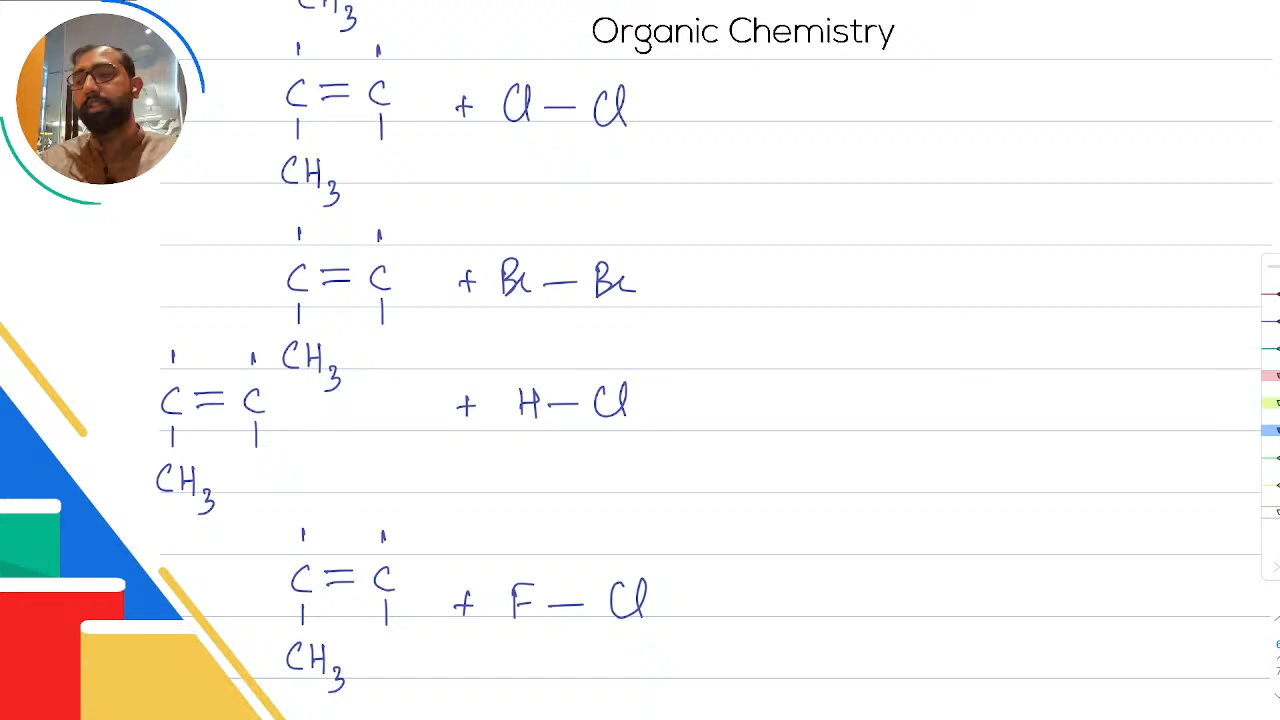 CH3
Organic Chemistry
C = C + Cl — Cl
CH3
C = C + Br — Br
CH3
C = C + H — Cl
CH3
C = C + F — Cl
CH3